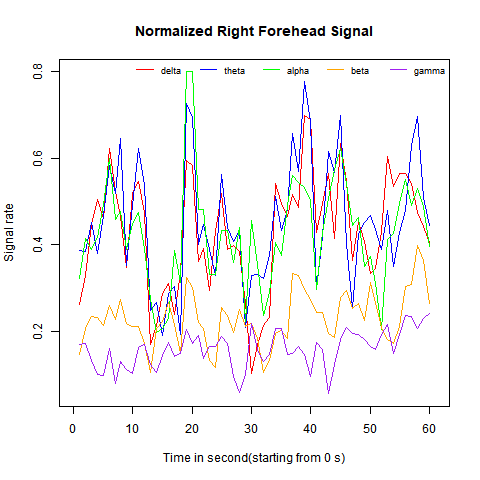 Normalized Right Forehead Signal
delta theta alpha beta gamma
Signal rate
0.8
0.6
0.4
0.2
0 10 20 30 40 50 60
Time in second(starting from 0 s)